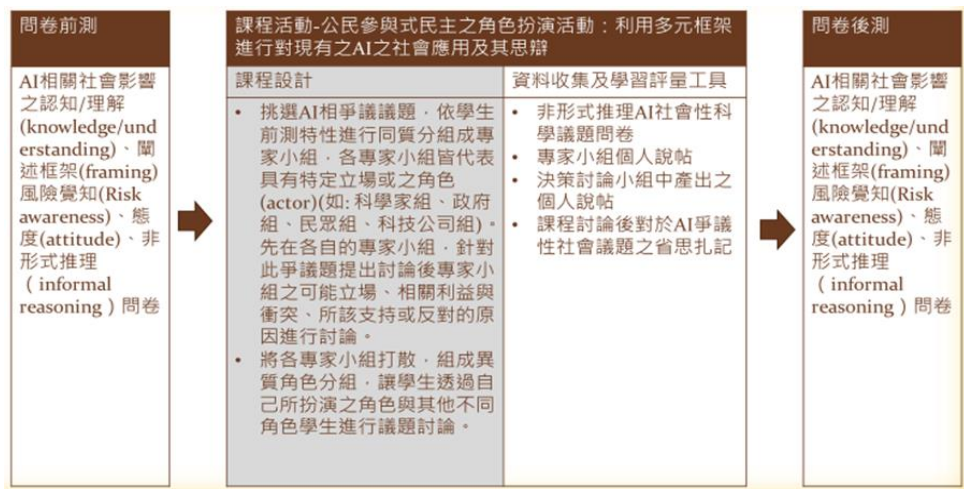 問卷前測
AI相關社會影響
之認知/理解
(knowledge/und
erstanding)、闡
述框架(framing)
風險覺知(Risk
awareness)、態
度(attitude)、非
形式推理
（informal
reasoning）問卷
課程活動-公民參與式民主之角色扮演活動：利用多元框架
進行對現有之AI之社會應用及其思辯
課程設計
• 挑選AI相爭議議題，依學生
前測特性進行同質分組成專
家小組，各專家小組皆代表
具有特定立場或之角色
(actor)(如: 科學家組、政府
組、民眾組、科技公司組)。
先在各自的專家小組，針對
此爭議題提出討論後專家小
組之可能立場、相關利益與
衝突、所該支持或反對的原
因進行討論。
• 將各專家小組打散，組成異
質角色分組，讓學生透過自
己所扮演之角色與其他不同
角色學生進行議題討論。
資料收集及學習評量工具
• 非形式推理AI社會性科
學議題問卷
• 專家小組個人說帖
• 決策討論小組中產出之
個人說帖
• 課程討論後對於AI爭議
性社會議題之省思扎記
問卷後測
AI相關社會影響
之認知/理解
(knowledge/und
erstanding)、闡
述框架(framing)
風險覺知(Risk
awareness)、態
度(attitude)、非
形式推理
（informal
reasoning）問卷